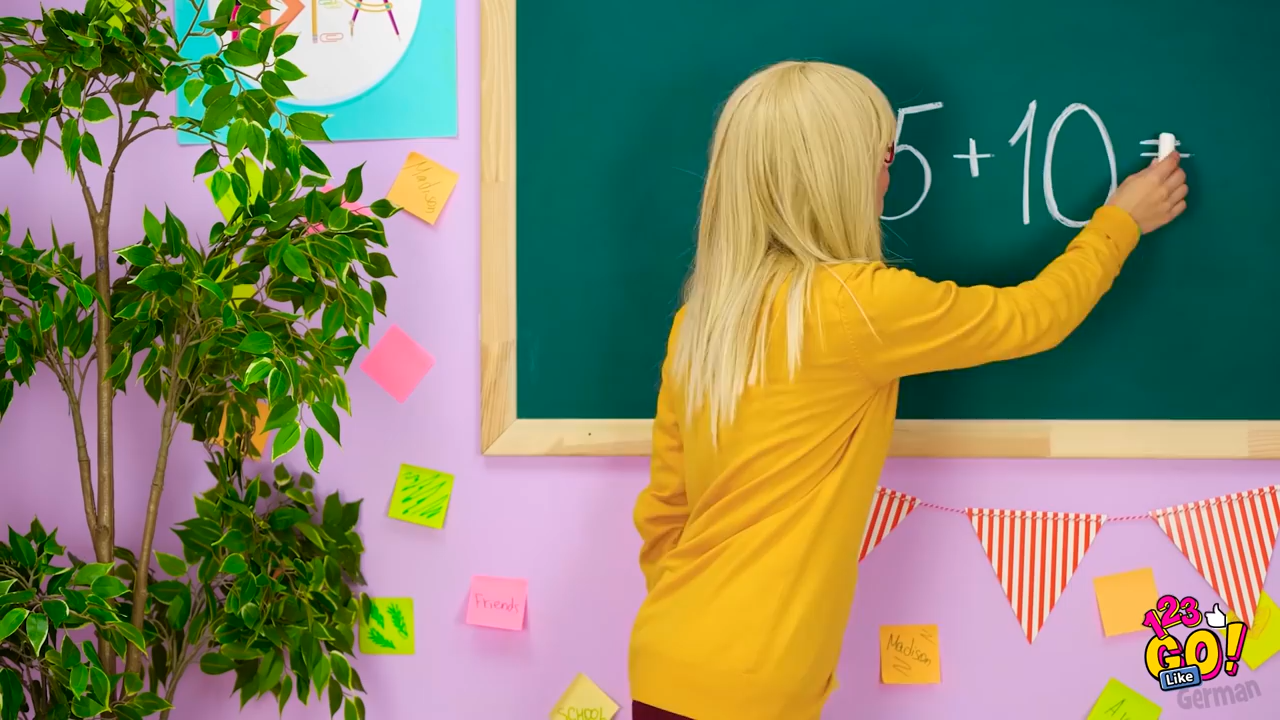 Madison
5 + 10 =
Friends
Madison
SCHOOL
123
GO!
Like
German